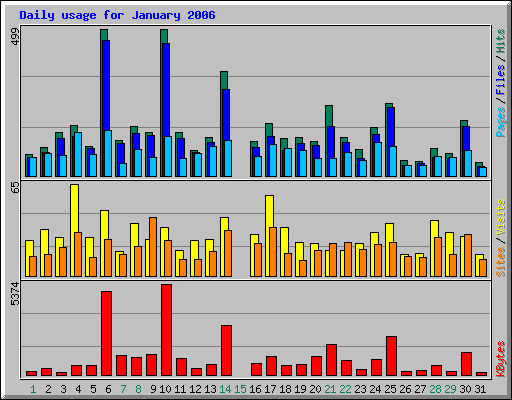 Daily usage for January 2006
499
Pages / Files / Hits
65
Sites / Visits
5374
KBytes
1 2 3 4 5 6 7 8 9 10 11 12 13 14 15 16 17 18 19 20 21 22 23 24 25 26 27 28 29 30 31